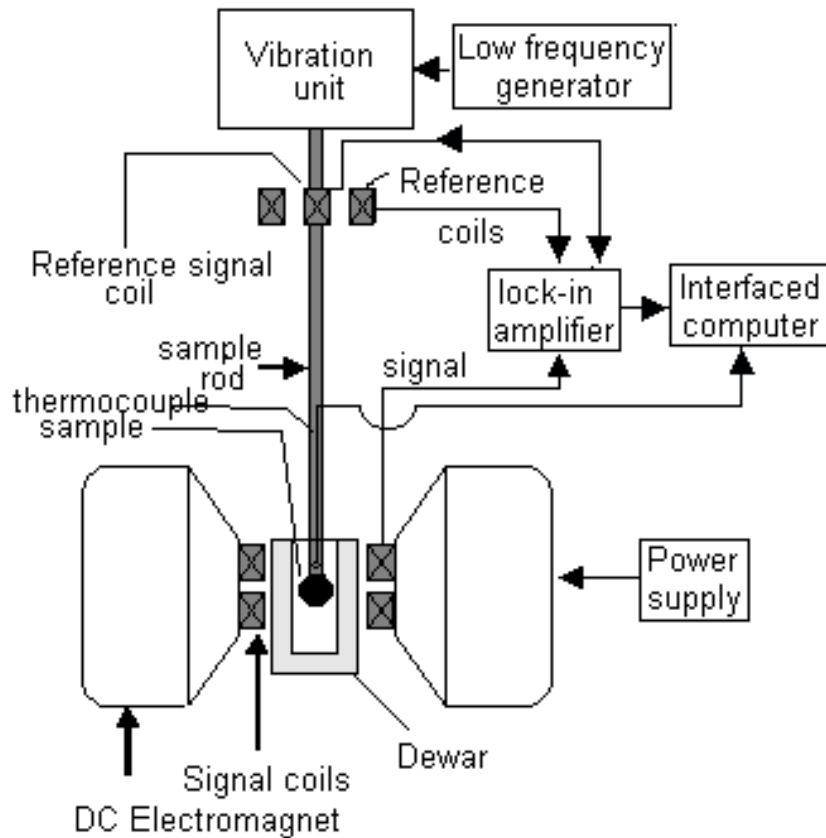 Vibration
unit
Low frequency
generator
Reference
coils
Reference signal
coil
lock-in
amplifier
Interfaced
computer
sample
rod
signal
thermocouple
sample
Power
supply
Dewar
Signal coils
DC Electromagnet